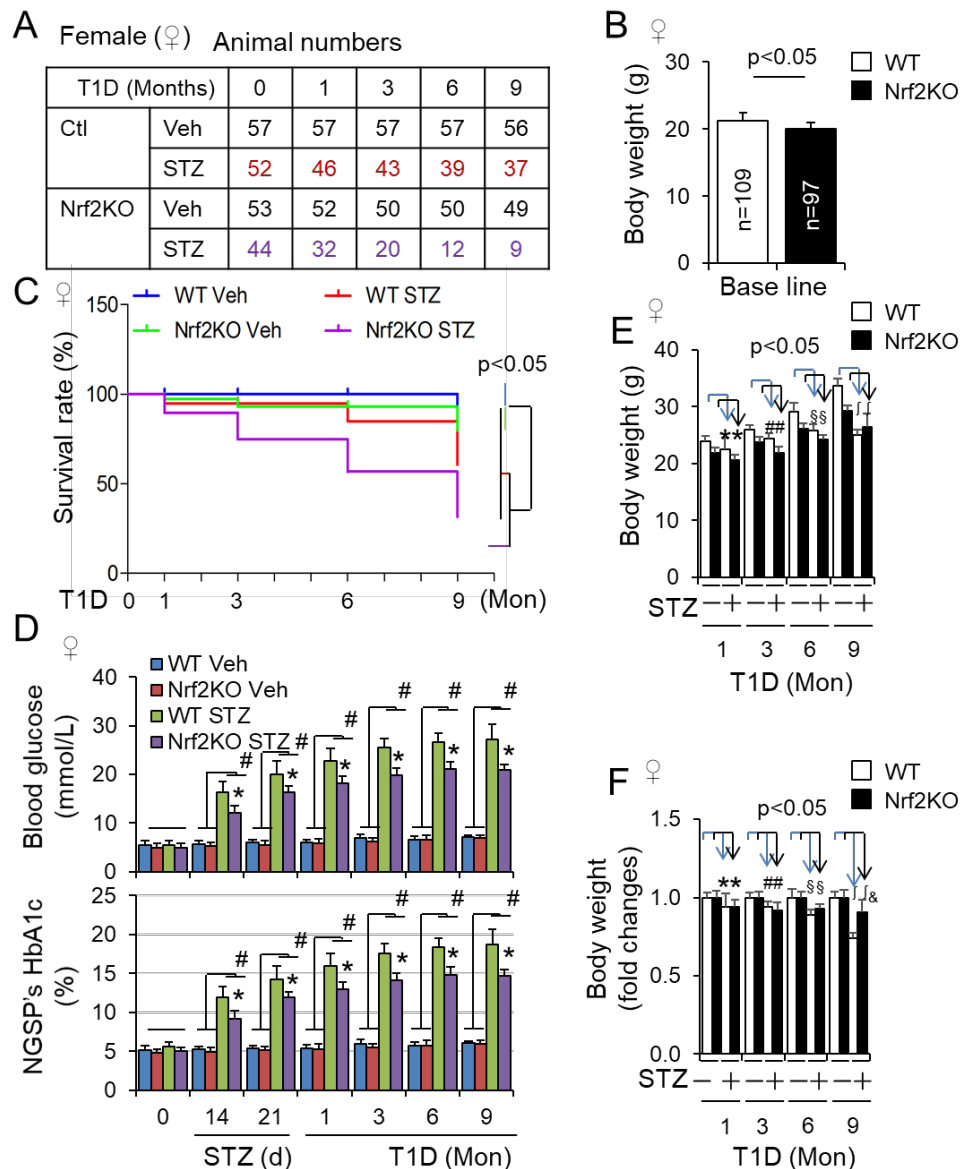 A Female (♀) Animal numbers
T1D (Months) 0 1 3 6 9
Ctl Veh 57 57 57 57 56
STZ 52 46 43 39 37
Nrf2KO Veh 53 52 50 50 49
STZ 44 32 20 12 9
B ♀
WT
Nrf2KO
p<0.05
Body weight (g)
30
20
10
0
n=109 n=97
Base line
C ♀
WT Veh WT STZ
Nrf2KO Veh Nrf2KO STZ
p<0.05
Survival rate (%)
150
100
50
0
T1D 0 1 3 6 9 (Mon)
D ♀
WT Veh
Nrf2KO Veh
WT STZ
Nrf2KO STZ
Blood glucose
(mmol/L)
40
30
20
10
0
# # # # # #
* * * * * *
NGSP's HbA1c
(%)
25
20
15
10
5
0
# # # # # #
* * * * * *
0 14 21 1 3 6 9
STZ (d) T1D (Mon)
E ♀
WT
Nrf2KO
p<0.05
Body weight (g)
40
30
20
10
0
** ## §§ ∫∫
STZ — + — + — + — +
1 3 6 9
T1D (Mon)
F ♀
WT
Nrf2KO
p<0.05
Body weight
(fold changes)
1.5
1.0
0.5
0.0
** ## §§ ∫ ∫&
STZ — + — + — + — +
1 3 6 9
T1D (Mon)